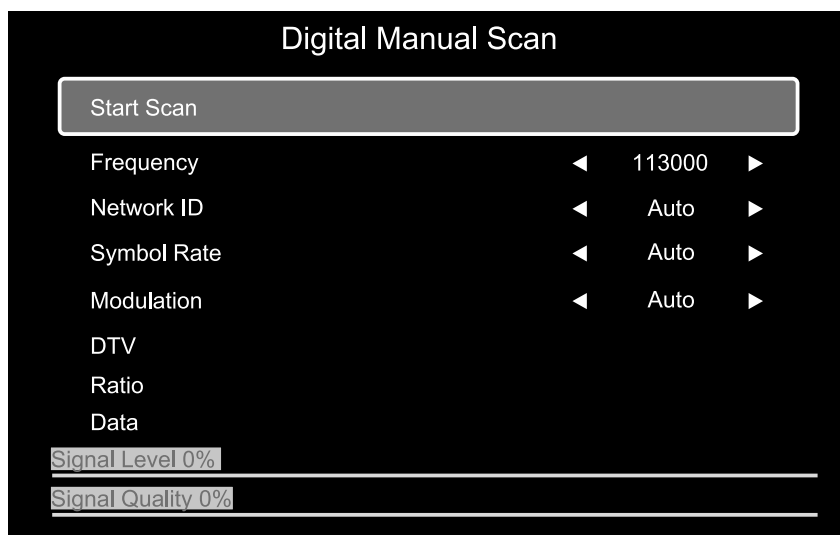 Digital Manual Scan
Start Scan
Frequency ◀ 113000 ▶
Network ID ◀ Auto ▶
Symbol Rate ◀ Auto ▶
Modulation ◀ Auto ▶
DTV
Ratio
Data
Signal Level 0%
Signal Quality 0%